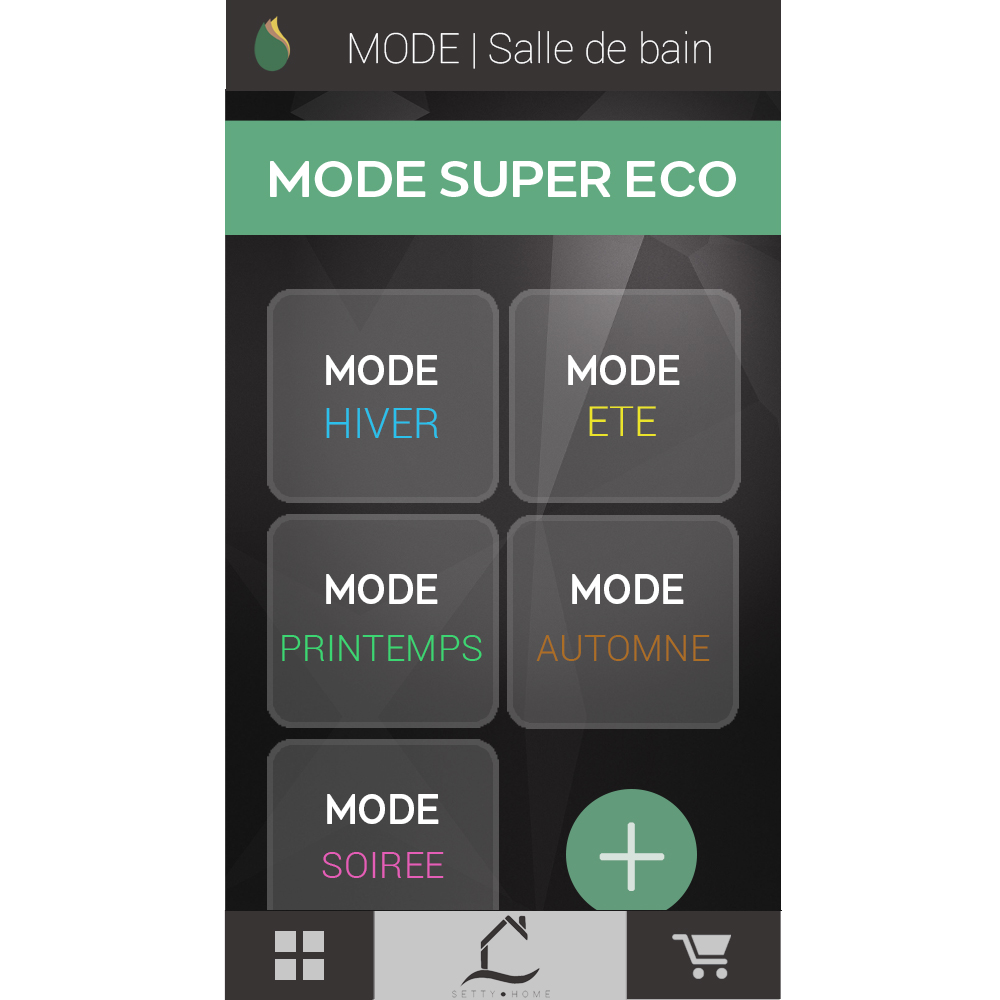 MODE | Salle de bain
MODE SUPER ECO
MODE
HIVER
MODE
ETE
MODE
PRINTEMPS
MODE
AUTOMNE
MODE
SOIREE
SETTY•HOME